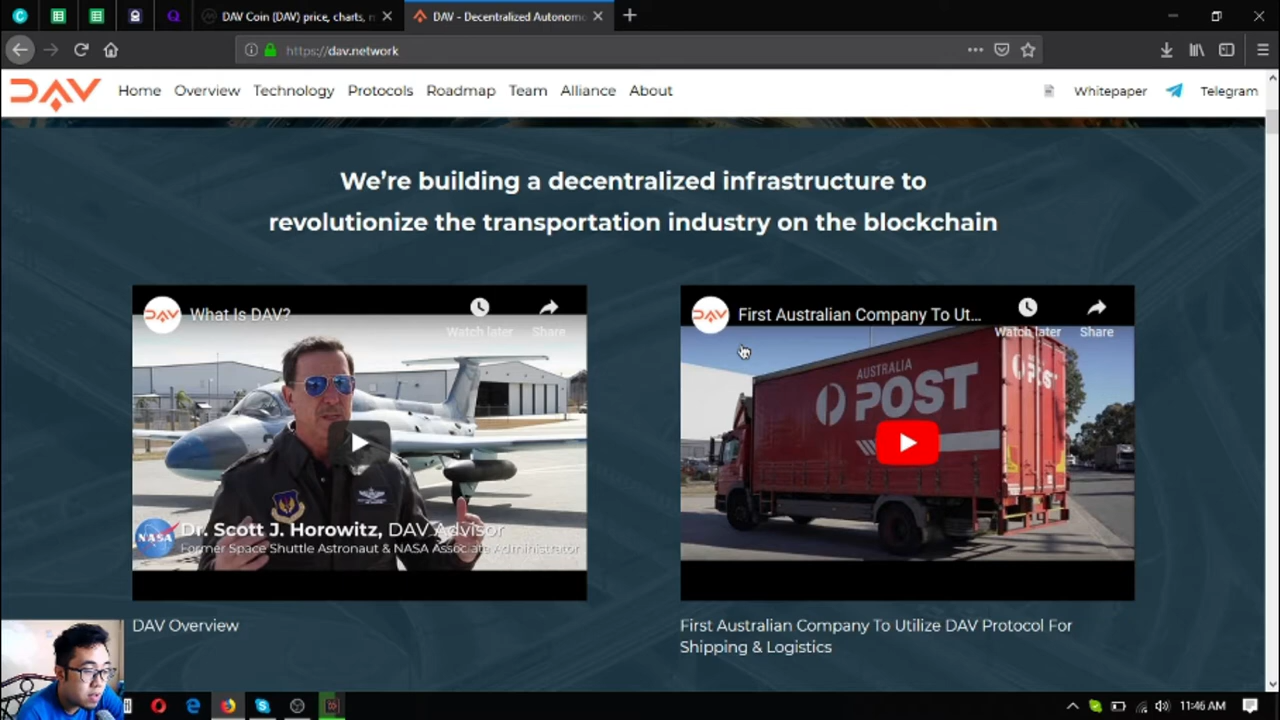 DAV Coin (DAV) price, charts, m
DAV - Decentralized Autonomo
https://dav.network
DAV
Home Overview Technology Protocols Roadmap Team Alliance About
Whitepaper Telegram
We're building a decentralized infrastructure to
revolutionize the transportation industry on the blockchain
DAV What Is DAV?
Watch later Share
NASA
Dr. Scott J. Horowitz, DAV Advisor
Former Space Shuttle Astronaut & NASA Associate Administrator
DAV Overview
DAV First Australian Company To Ut...
Watch later Share
AUSTRALIA
POST
First Australian Company To Utilize DAV Protocol For
Shipping & Logistics
11:46 AM